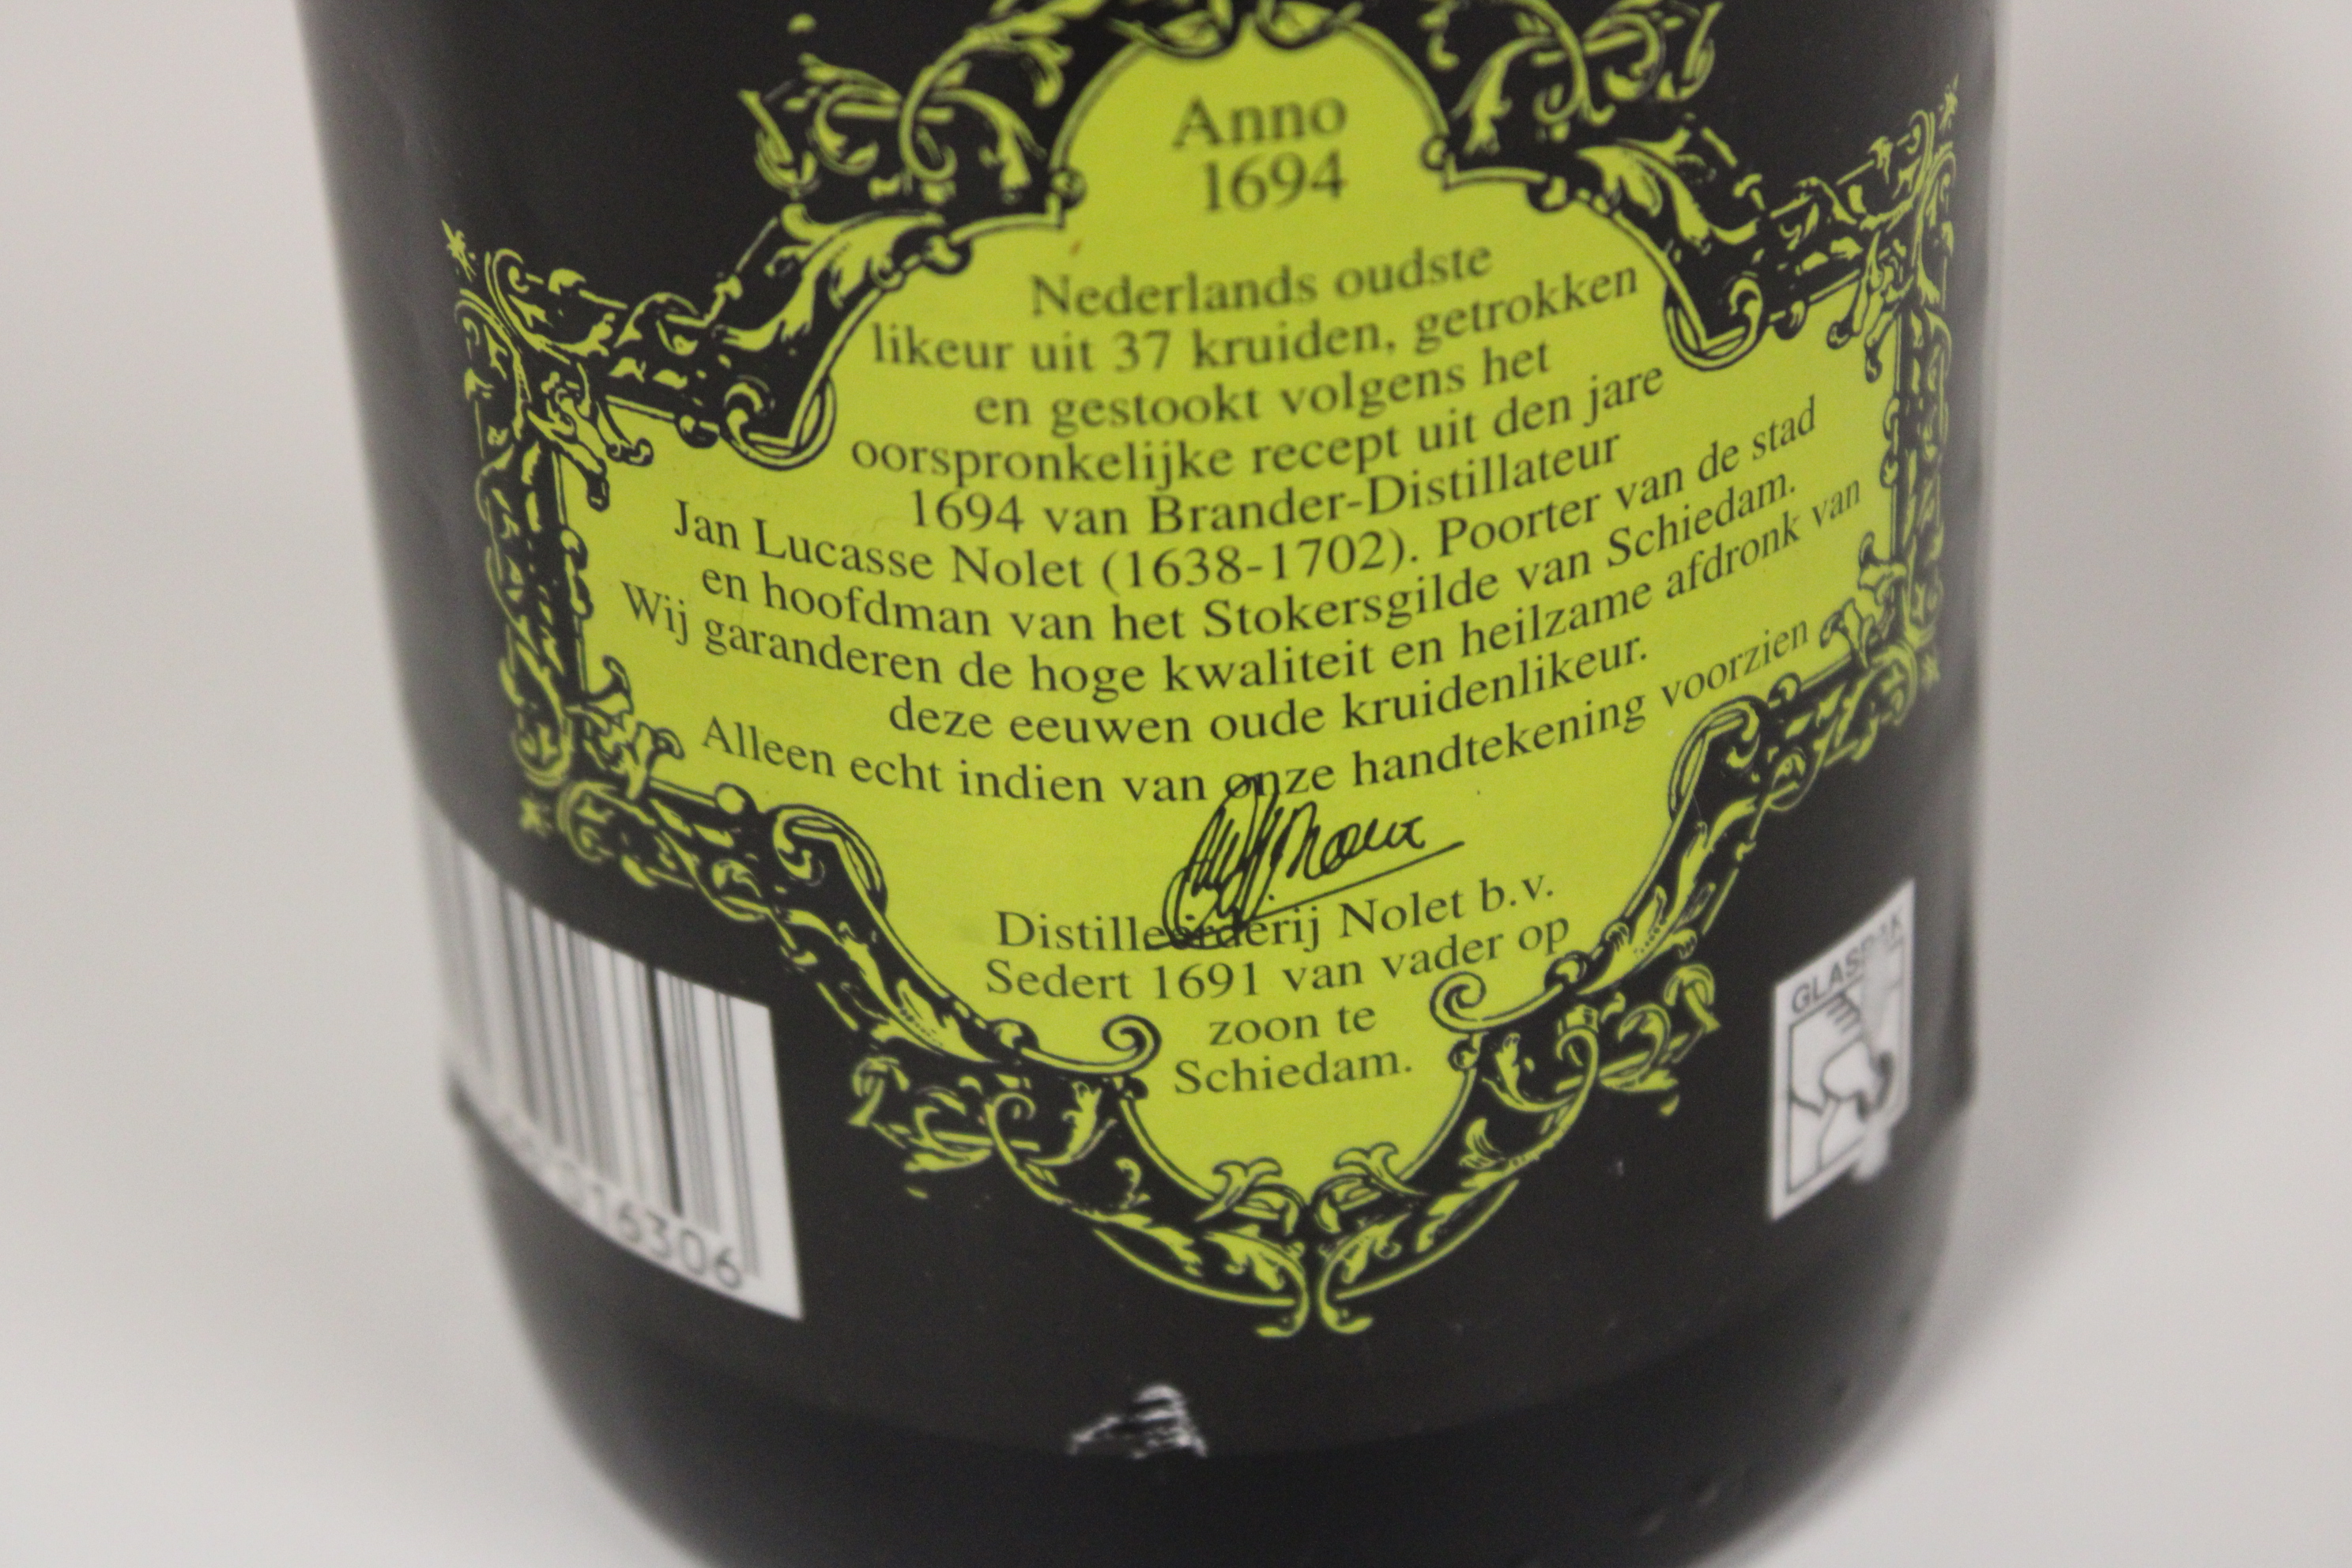 Anno
1694
Nederlands oudste
likeur uit 37 kruiden, getrokken
en gestookt volgens het
oorspronkelijke recept uit den jare
1694 van Brander-Distillateur
Jan Lucasse Nolet (1638-1702). Poorter van de stad
en hoofdman van het Stokersgilde van Schiedam.
Wij garanderen de hoge kwaliteit en heilzame afdronk van
deze eeuwen oude kruidenlikeur.
Alleen echt indien van onze handtekening voorzien
Distilleerderij Nolet b.v.
Sedert 1691 van vader op
zoon te
Schiedam.
GLASBAK
016306